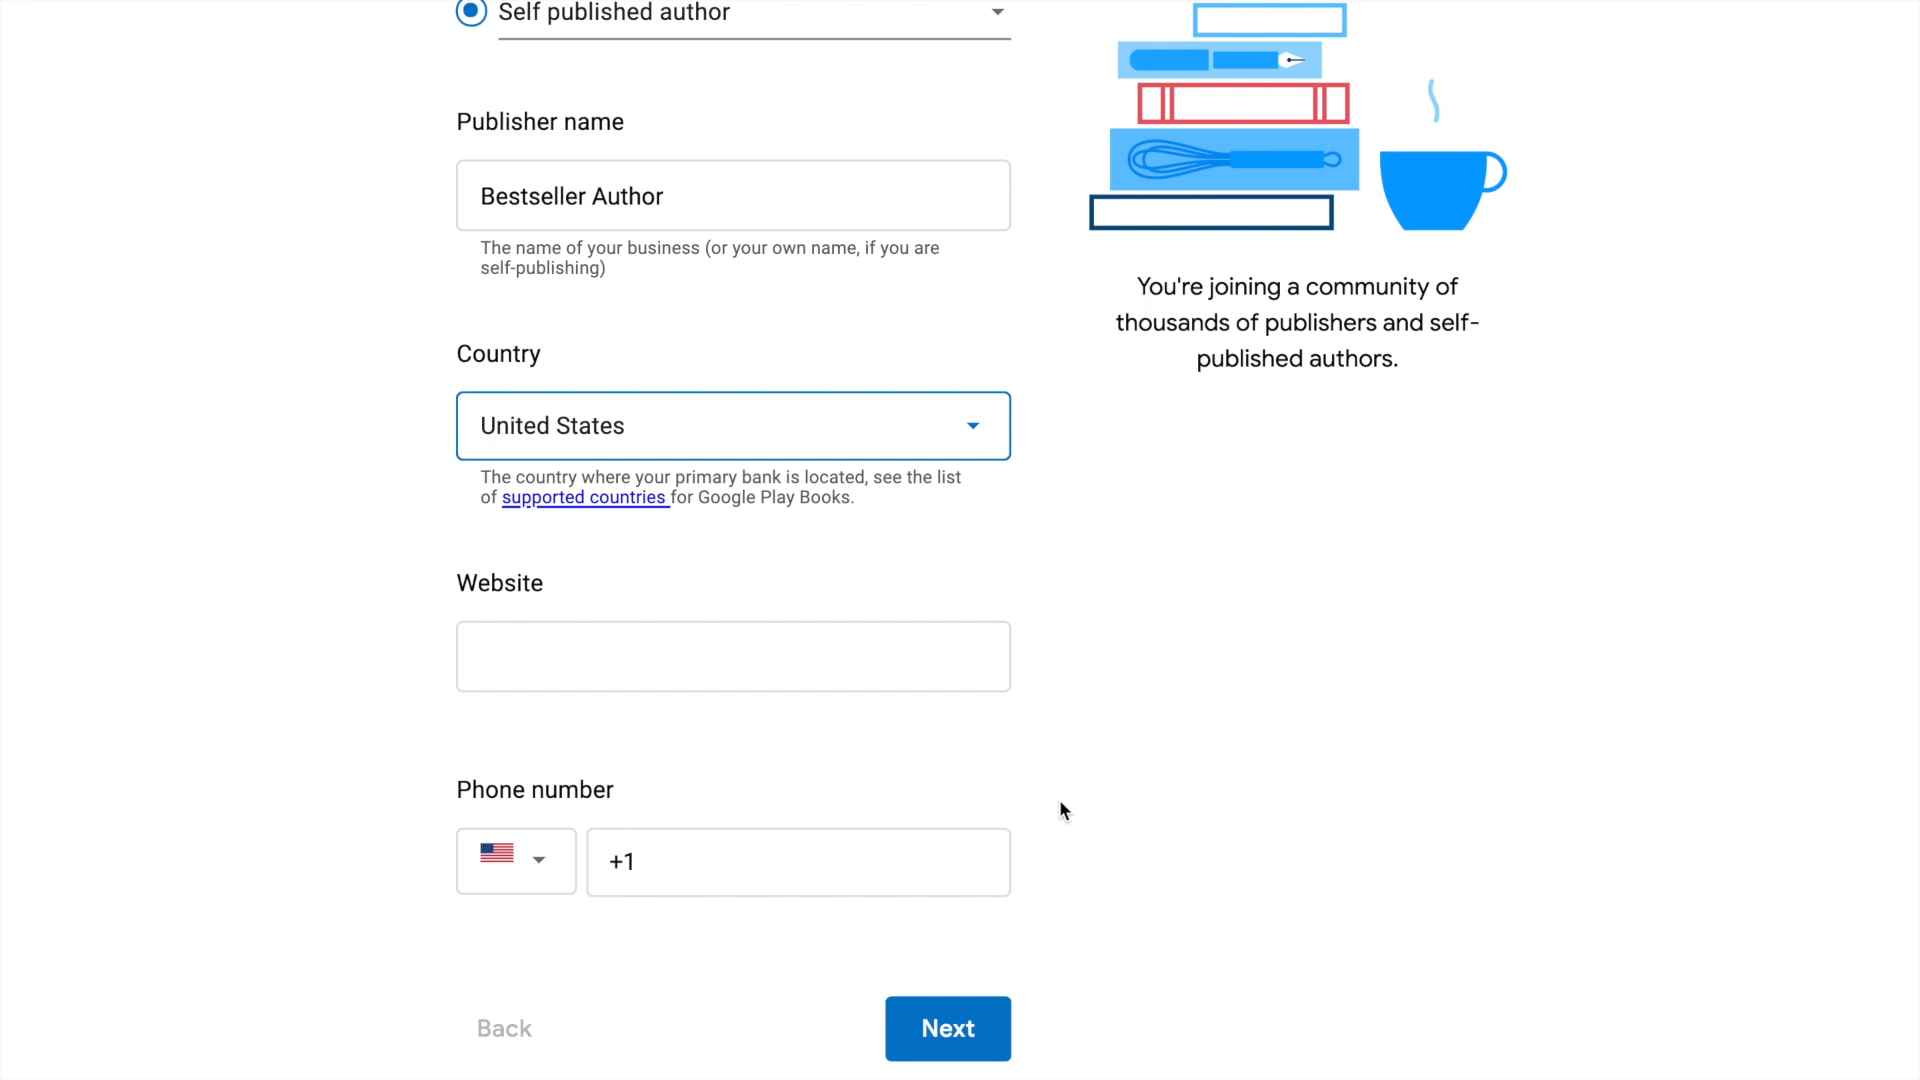 Self published author
Publisher name
Bestseller Author
The name of your business (or your own name, if you are
self-publishing)
Country
United States
The country where your primary bank is located, see the list
of supported countries for Google Play Books.
Website
Phone number
+1
Back
Next
You're joining a community of
thousands of publishers and self-
published authors.